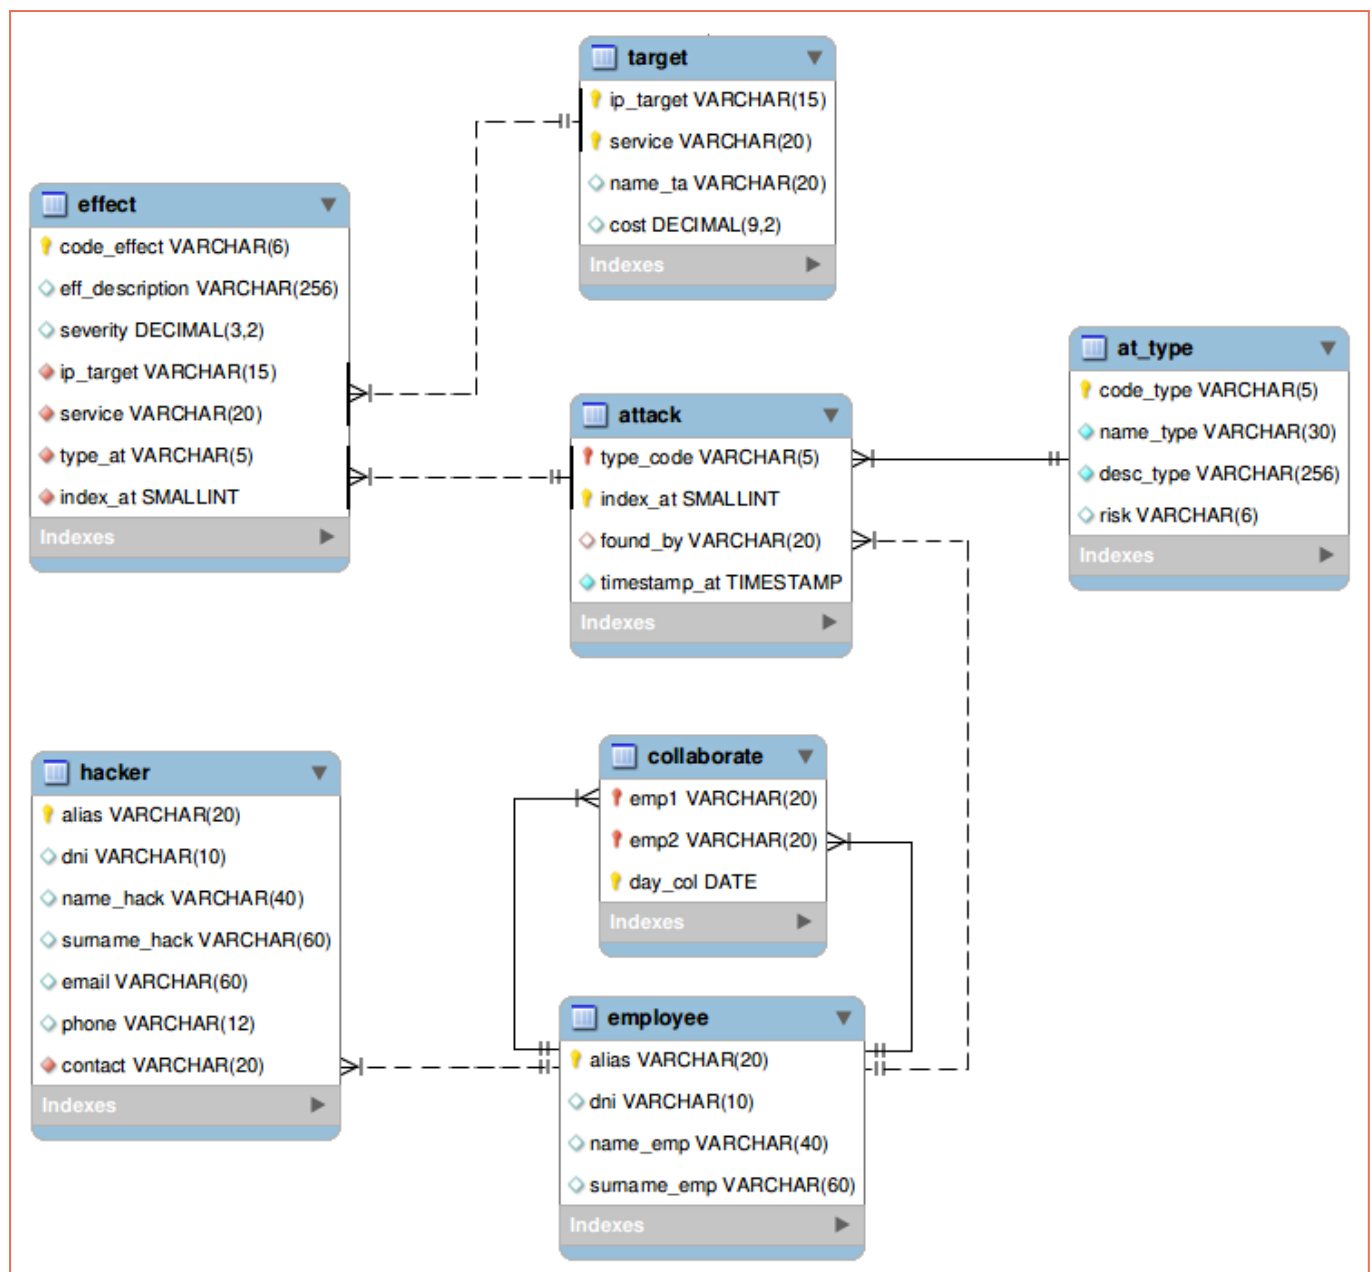 target
ip_target VARCHAR(15)
service VARCHAR(20)
name_ta VARCHAR(20)
cost DECIMAL(9,2)
Indexes
effect
code_effect VARCHAR(6)
eff_description VARCHAR(256)
severity DECIMAL(3,2)
ip_target VARCHAR(15)
service VARCHAR(20)
type_at VARCHAR(5)
index_at SMALLINT
Indexes
at_type
code_type VARCHAR(5)
name_type VARCHAR(30)
desc_type VARCHAR(256)
risk VARCHAR(6)
Indexes
attack
type_code VARCHAR(5)
index_at SMALLINT
found_by VARCHAR(20)
timestamp_at TIMESTAMP
Indexes
hacker
alias VARCHAR(20)
dni VARCHAR(10)
name_hack VARCHAR(40)
surname_hack VARCHAR(60)
email VARCHAR(60)
phone VARCHAR(12)
contact VARCHAR(20)
Indexes
collaborate
emp1 VARCHAR(20)
emp2 VARCHAR(20)
day_col DATE
Indexes
employee
alias VARCHAR(20)
dni VARCHAR(10)
name_emp VARCHAR(40)
surname_emp VARCHAR(60)
Indexes